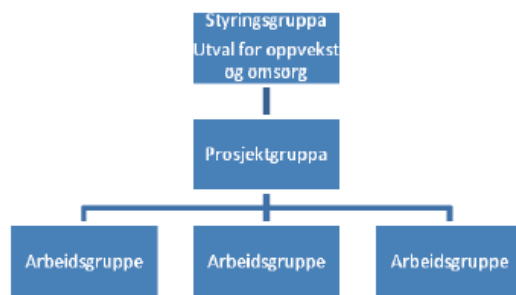 Styringsgruppa
Utval for oppvekst
og omsorg
Prosjektgruppa
Arbeidsgruppe
Arbeidsgruppe
Arbeidsgruppe